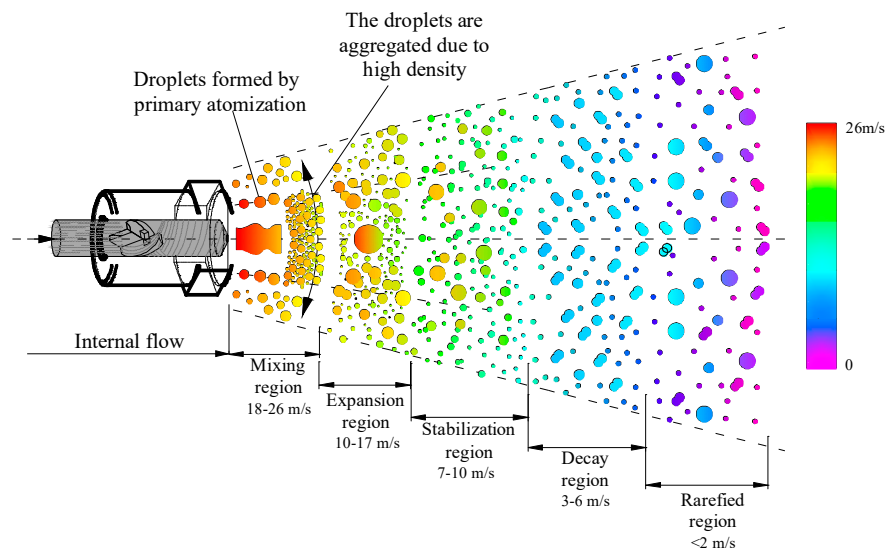 The droplets are
aggregated due to
high density
Droplets formed by
primary atomization
26m/s
0
Internal flow
Mixing
region
18-26 m/s
Expansion
region
10-17 m/s
Stabilization
region
7-10 m/s
Decay
region
3-6 m/s
Rarefied
region
<2 m/s